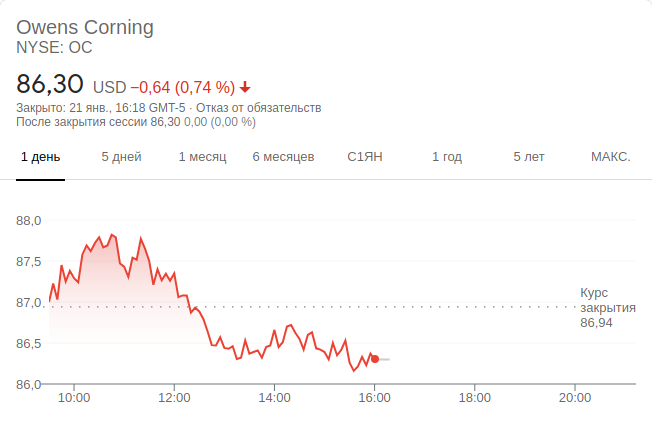 Owens Corning
NYSE: OC
86,30 USD −0,64 (0,74 %)
Закрыто: 21 янв., 16:18 GMT-5 · Отказ от обязательств
После закрытия сессии 86,30 0,00 (0,00 %)
1 день 5 дней 1 месяц 6 месяцев С1ЯН 1 год 5 лет МАКС.
88,0
87,5
87,0
86,5
86,0
Курс
закрытия
86,94
10:00 12:00 14:00 16:00 18:00 20:00